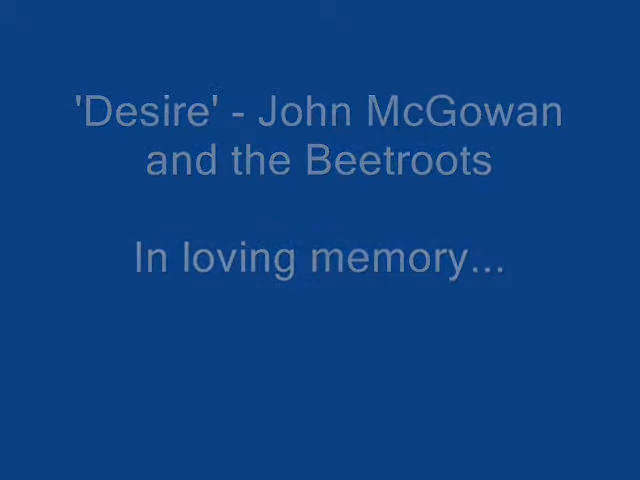 'Desire' - John McGowan
and the Beetroots
In loving memory...